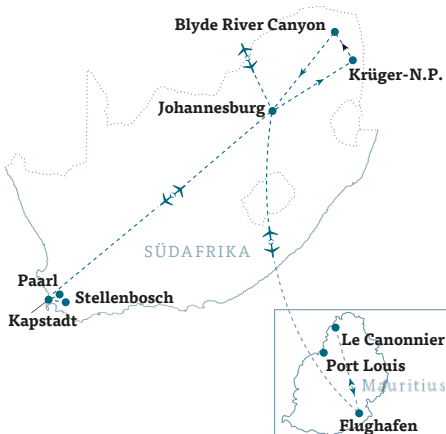 Blyde River Canyon
Krüger-N.P.
Johannesburg
SÜDAFRIKA
Paarl
Stellenbosch
Kapstadt
Le Canonnier
Port Louis
Mauritius
Flughafen